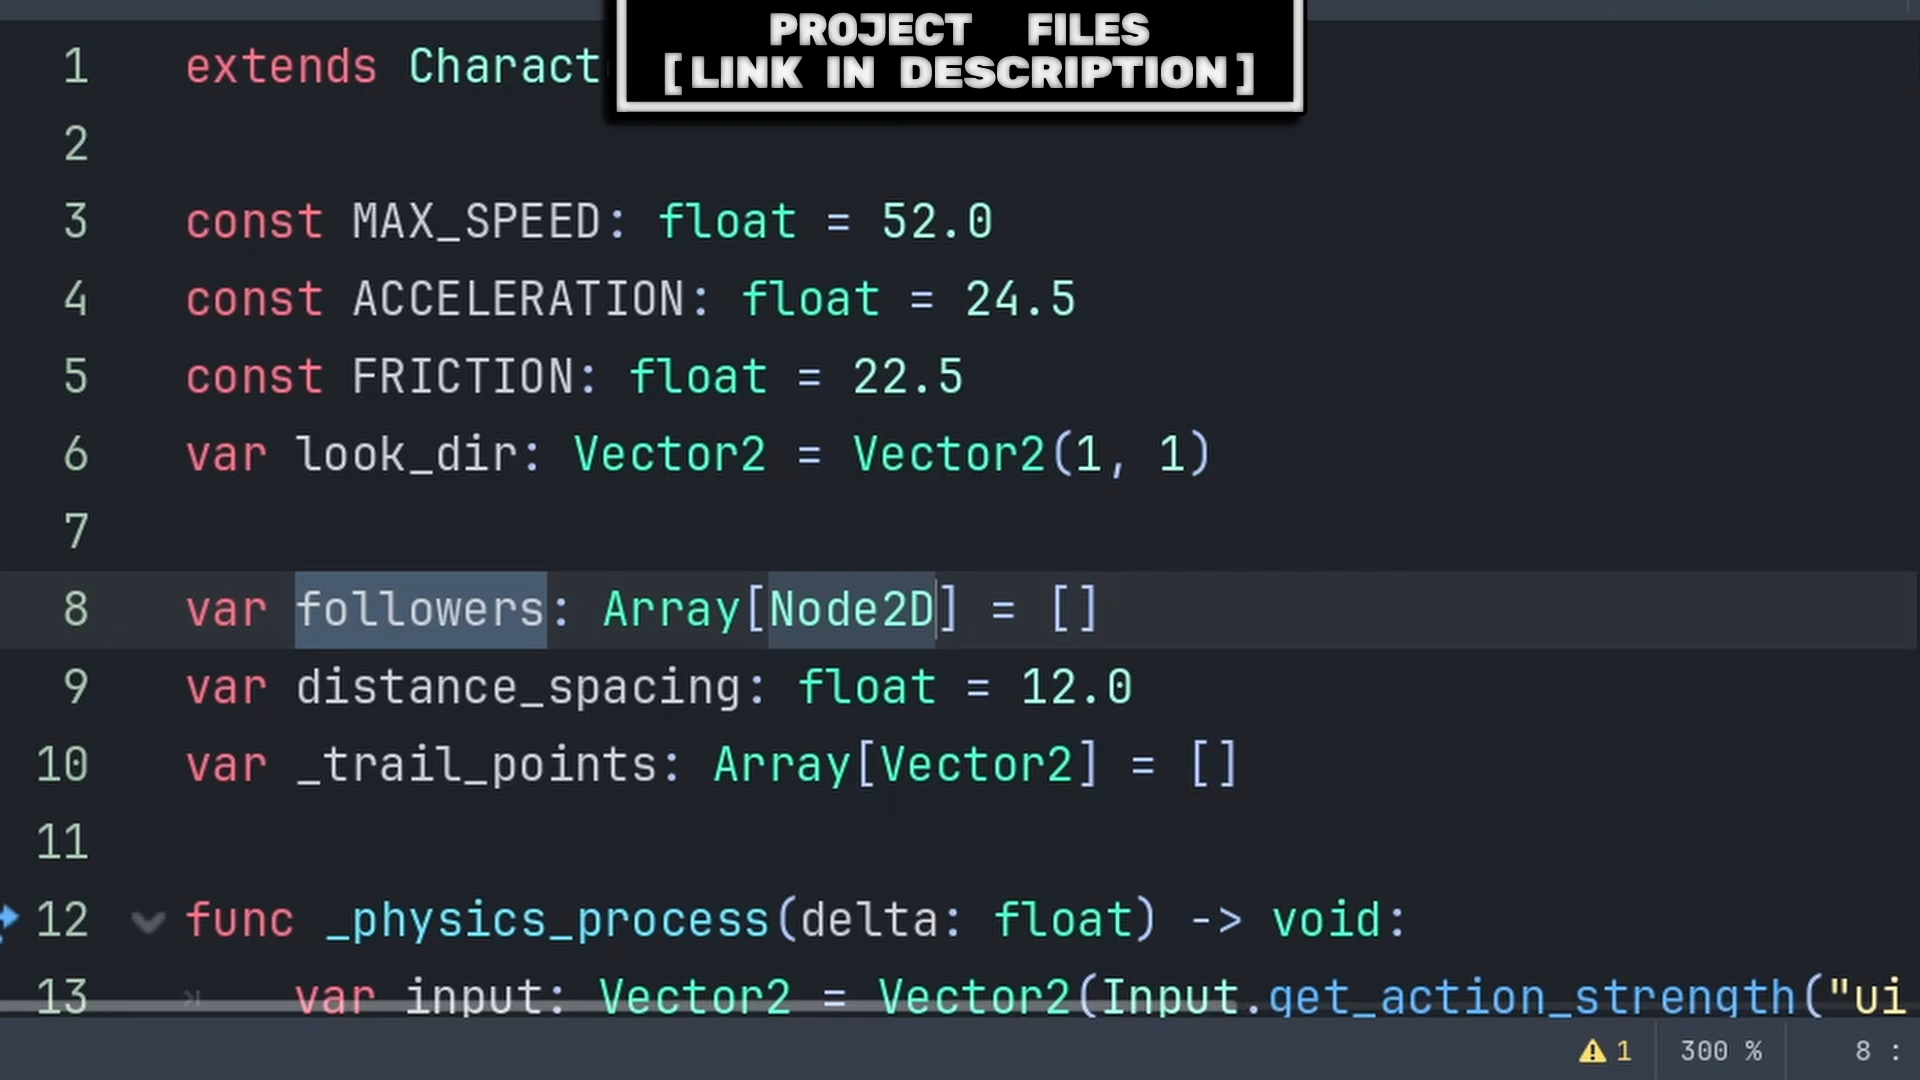 PROJECT FILES
[LINK IN DESCRIPTION]
1 extends Charact
2
3 const MAX_SPEED: float = 52.0
4 const ACCELERATION: float = 24.5
5 const FRICTION: float = 22.5
6 var look_dir: Vector2 = Vector2(1, 1)
7
8 var followers: Array[Node2D] = []
9 var distance_spacing: float = 12.0
10 var _trail_points: Array[Vector2] = []
11
12 func _physics_process(delta: float) -> void:
13 var input: Vector2 = Vector2(Input.get_action_strength("ui
1 300 % 8 :